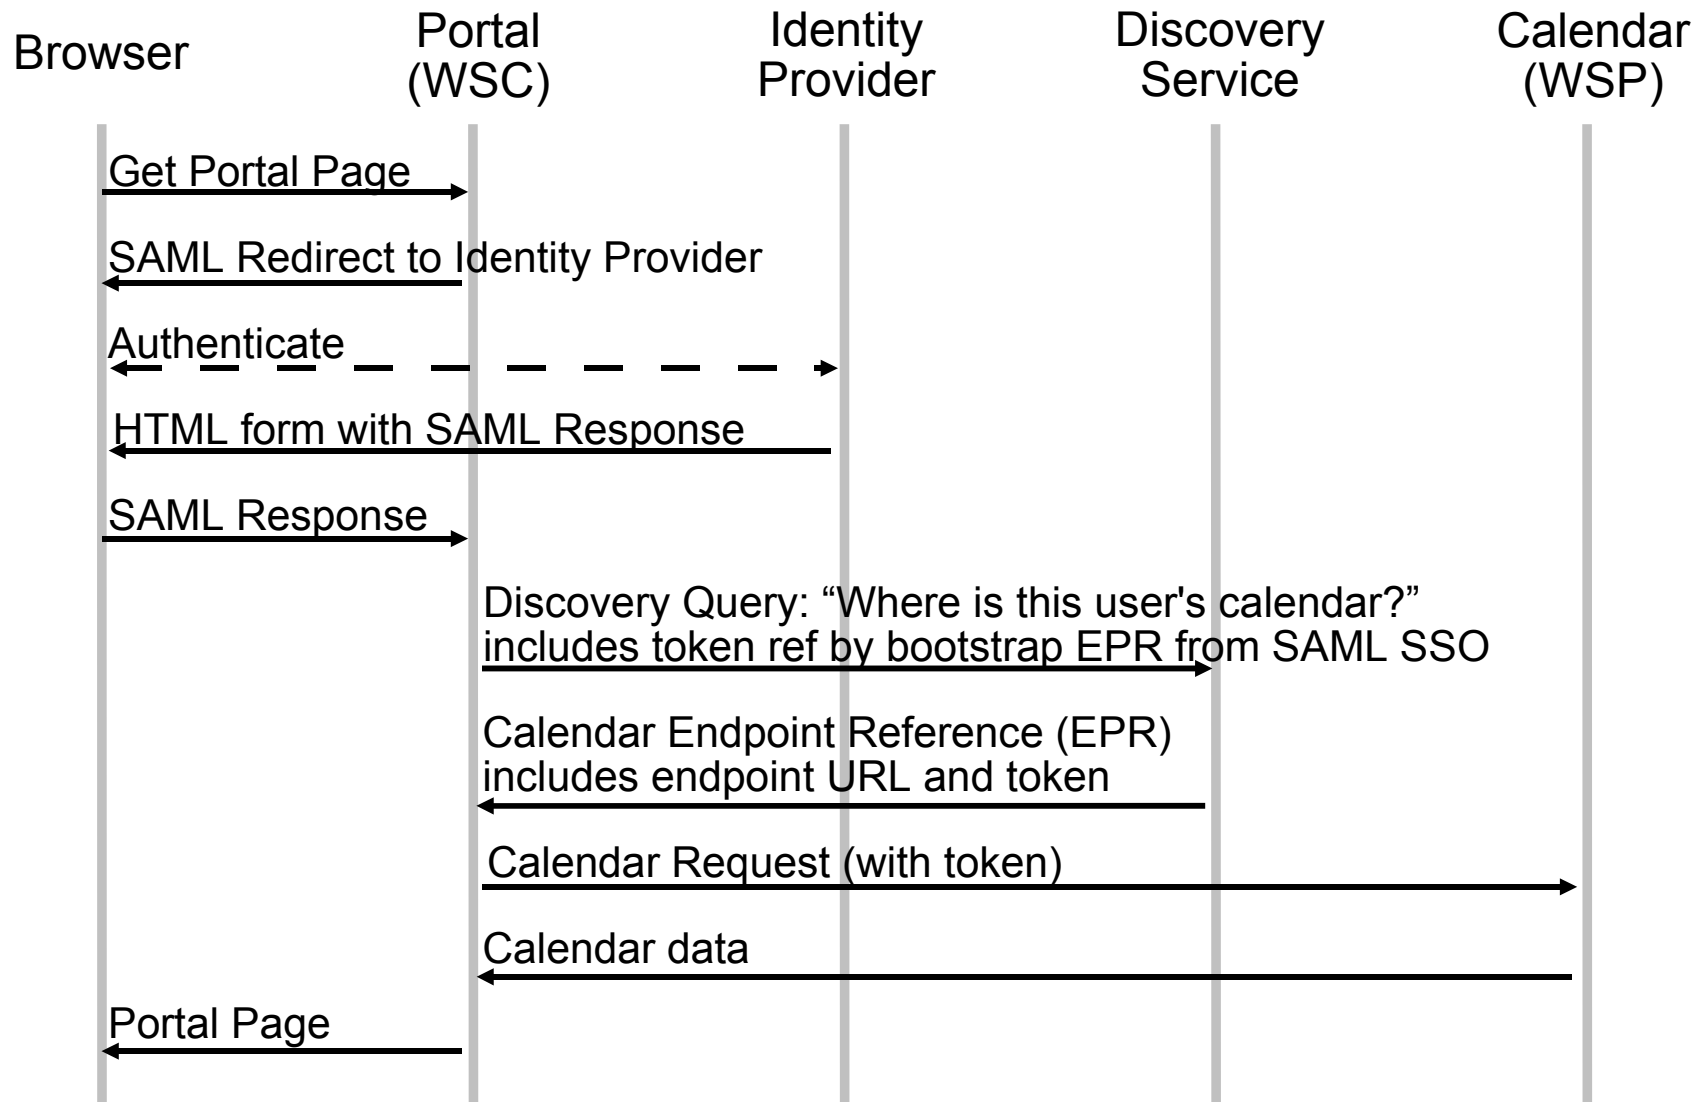 Browser
Portal
(WSC)
Identity
Provider
Discovery
Service
Calendar
(WSP)
Get Portal Page
SAML Redirect to Identity Provider
Authenticate
HTML form with SAML Response
SAML Response
Discovery Query: “Where is this user's calendar?”
includes token ref by bootstrap EPR from SAML SSO
Calendar Endpoint Reference (EPR)
includes endpoint URL and token
Calendar Request (with token)
Calendar data
Portal Page